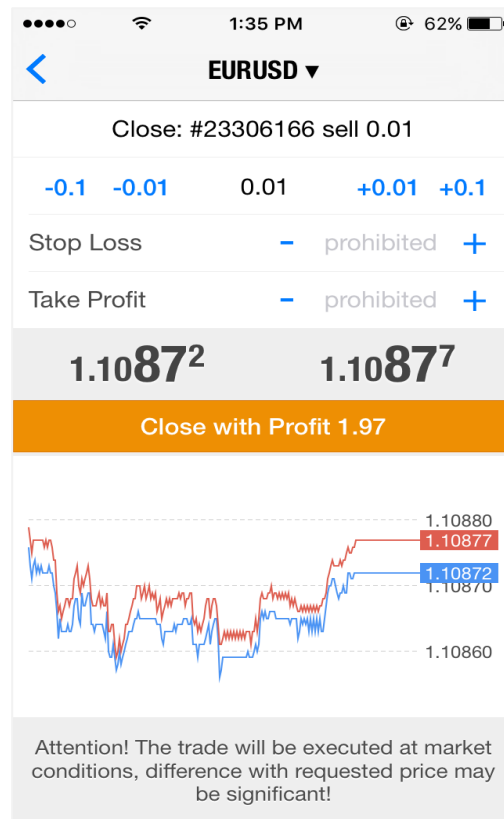 1:35 PM 62%
EURUSD ▾
Close: #23306166 sell 0.01
-0.1 -0.01 0.01 +0.01 +0.1
Stop Loss - prohibited +
Take Profit - prohibited +
1.10872 1.10877
Close with Profit 1.97
1.10880
1.10877
1.10872
1.10870
1.10860
Attention! The trade will be executed at market
conditions, difference with requested price may
be significant!